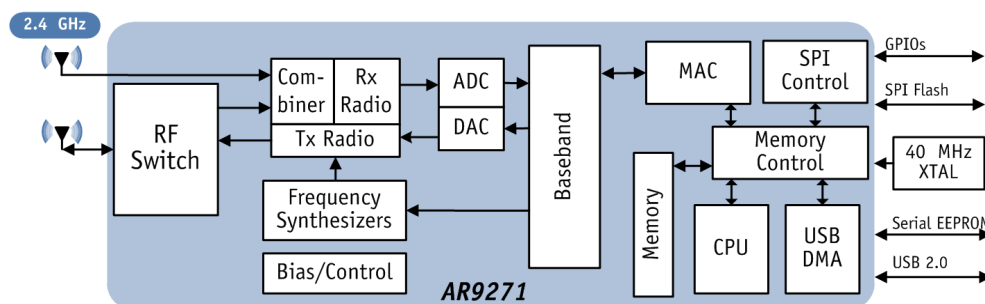 2.4 GHz
Com-
biner
Rx
Radio
Tx Radio
ADC
DAC
RF
Switch
Frequency
Synthesizers
Bias/Control
Baseband
MAC
SPI
Control
Memory
Control
Memory
CPU
USB
DMA
GPIOs
SPI Flash
40 MHz
XTAL
Serial EEPROM
USB 2.0
AR9271